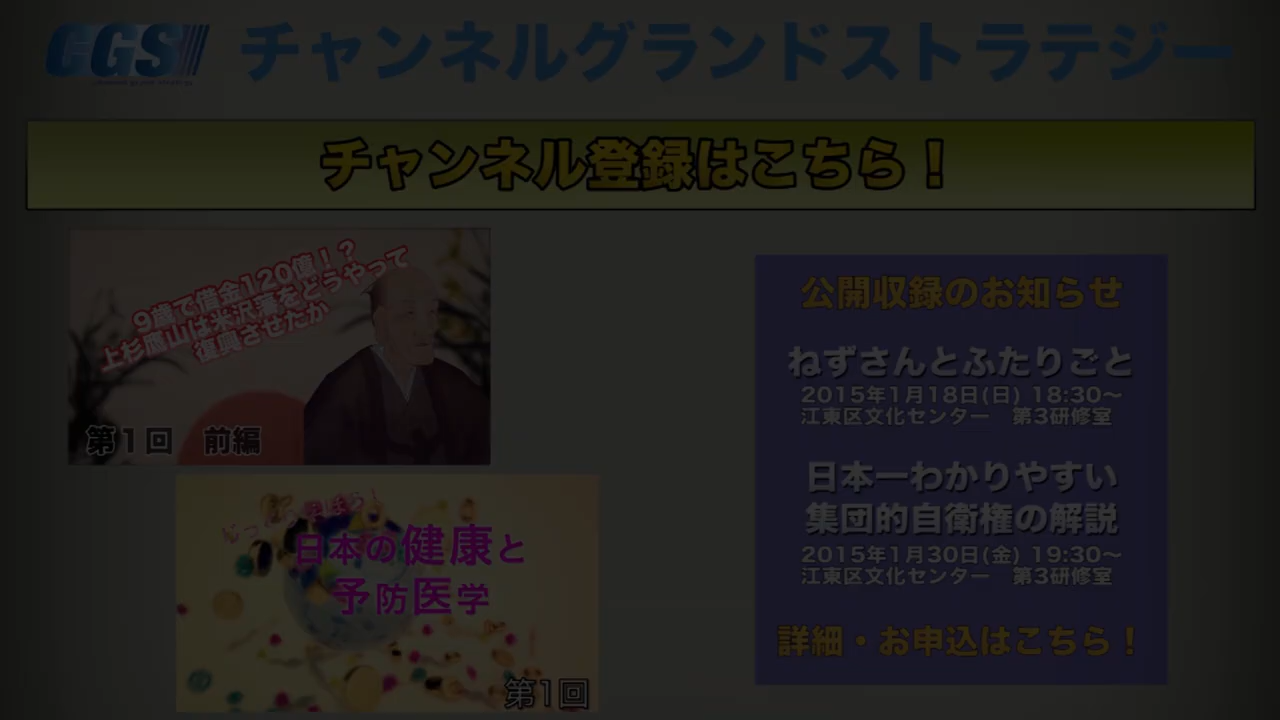 CGS チャンネルグランドストラテジー
チャンネル登録はこちら！
9歳で借金120億！？
上杉鷹山は米沢藩をどうやって
復興させたか
第1回　前編
日本の健康と
予防医学
第1回
公開収録のお知らせ
ねずさんとふたりごと
2015年1月18日(日) 18:30〜
江東区文化センター　第3研修室
日本一わかりやすい
集団的自衛権の解説
2015年1月30日(金) 19:30〜
江東区文化センター　第3研修室
詳細・お申込はこちら！